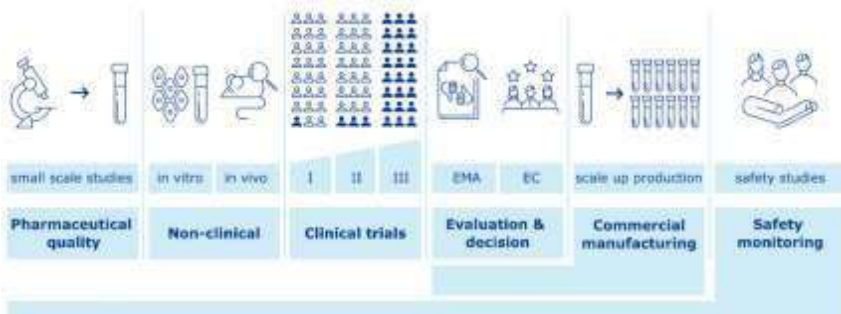 small scale studies
in vitro
in vivo
I
II
III
EMA
EC
scale up production
safety studies
Pharmaceutical
quality
Non-clinical
Clinical trials
Evaluation &
decision
Commercial
manufacturing
Safety
monitoring